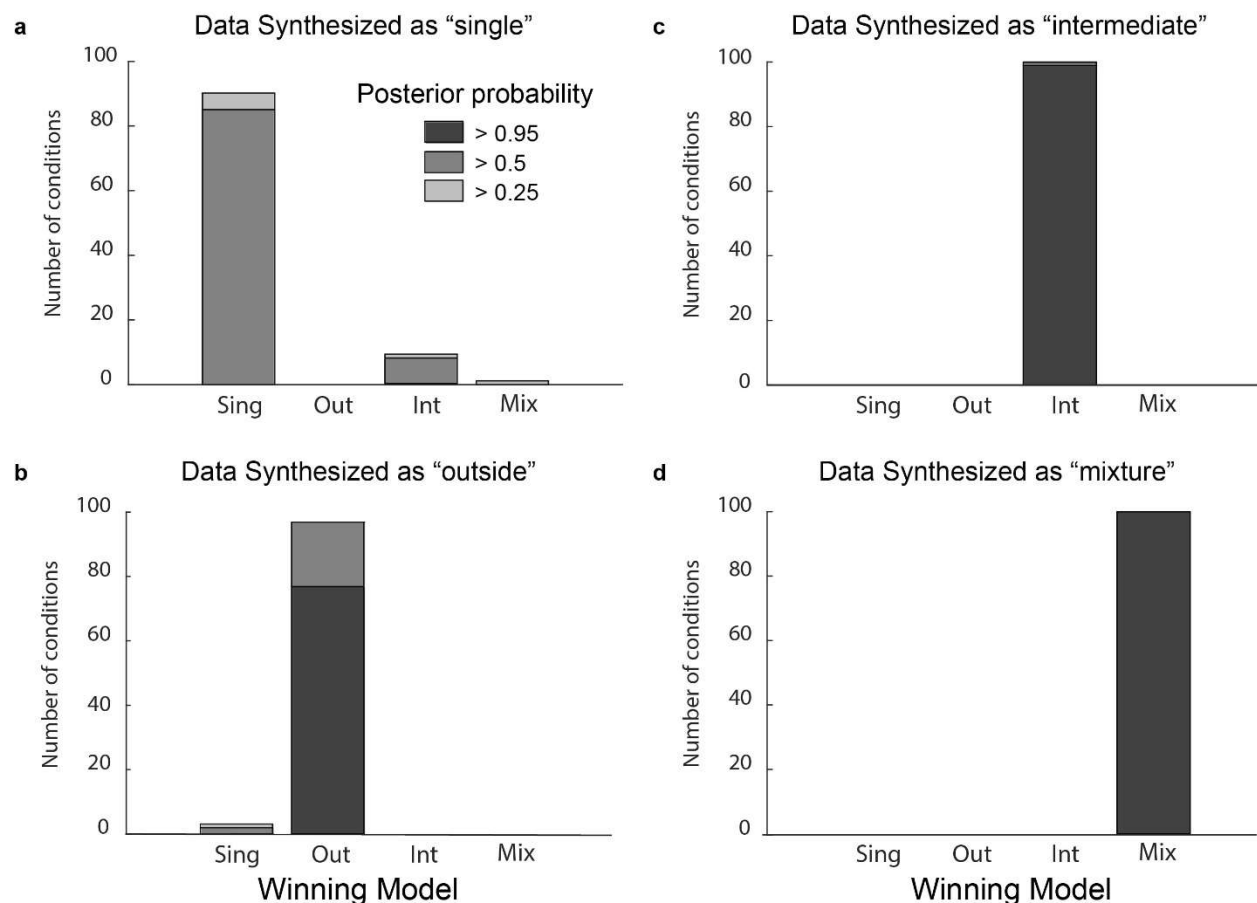 a
Data Synthesized as “single”
100
80
60
40
20
0
Number of conditions
Posterior probability
> 0.95
> 0.5
> 0.25
Sing Out Int Mix
b
Data Synthesized as “outside”
100
80
60
40
20
0
Number of conditions
Sing Out Int Mix
Winning Model
c
Data Synthesized as “intermediate”
100
80
60
40
20
0
Number of conditions
Sing Out Int Mix
d
Data Synthesized as “mixture”
100
80
60
40
20
0
Number of conditions
Sing Out Int Mix
Winning Model